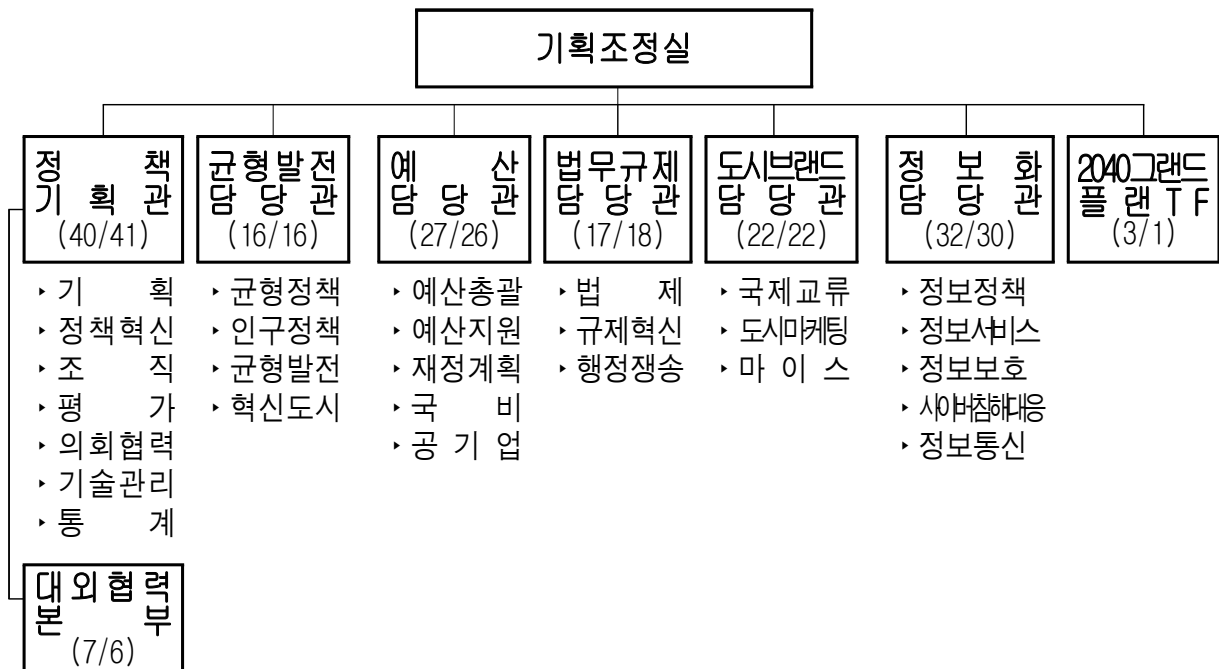 기획조정실
정 책
기 획 관
(40/41)
▸ 기 획
▸ 정책혁신
▸ 조 직
▸ 평 가
▸ 의회협력
▸ 기술관리
▸ 통 계
대외협력
본 부
(7/6)
균형발전
담 당 관
(16/16)
▸ 균형정책
▸ 인구정책
▸ 균형발전
▸ 혁신도시
예 산
담 당 관
(27/26)
▸ 예산총괄
▸ 예산지원
▸ 재정계획
▸ 국 비
▸ 공 기 업
법무규제
담 당 관
(17/18)
▸ 법 제
▸ 규제혁신
▸ 행정쟁송
도시브랜드
담 당 관
(22/22)
▸ 국제교류
▸ 도시마케팅
▸ 마 이 스
정 보 화
담 당 관
(32/30)
▸ 정보정책
▸ 정보서비스
▸ 정보보호
▸ 사이버침해대응
▸ 정보통신
2040그랜드
플 랜 T F
(3/1)